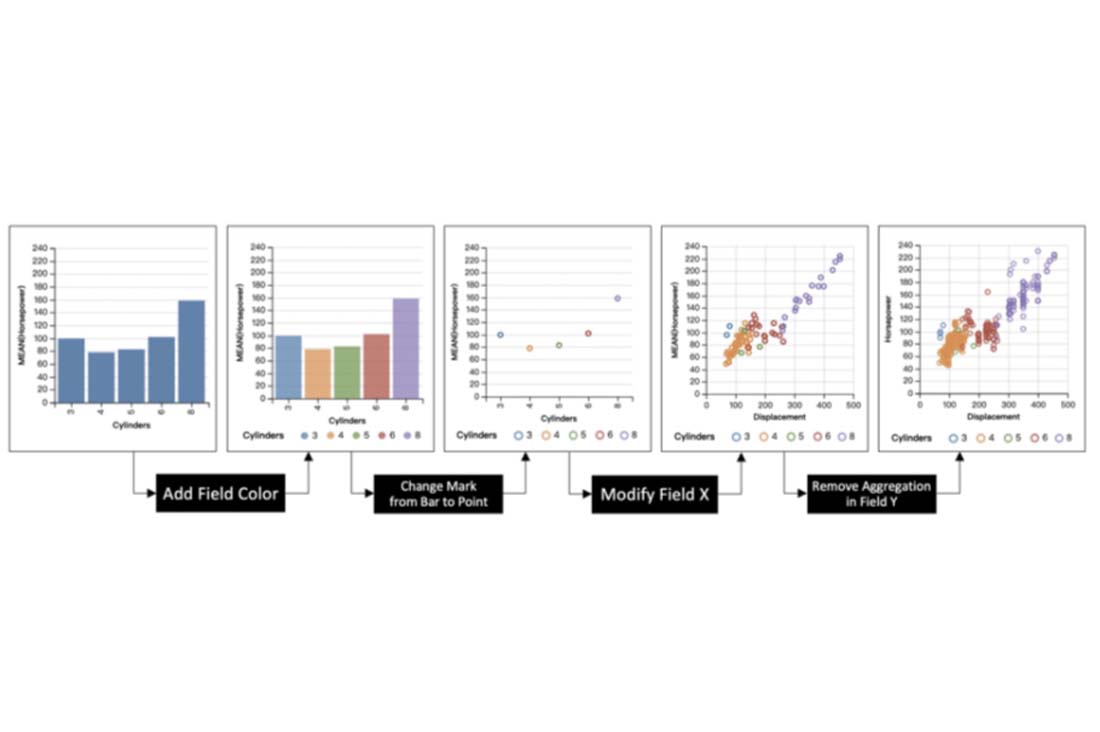 240
220
200
180
160
140
120
100
80
60
40
20
0
MEAN(Horsepower)
3 4 5 6 8
Cylinders
240
220
200
180
160
140
120
100
80
60
40
20
0
MEAN(Horsepower)
3 4 5 6 8
Cylinders
Cylinders 3 4 5 6 8
240
220
200
180
160
140
120
100
80
60
40
20
0
MEAN(Horsepower)
3 4 5 6 8
Cylinders
Cylinders 3 4 5 6 8
240
220
200
180
160
140
120
100
80
60
40
20
0
MEAN(Horsepower)
0 100 200 300 400 500
Displacement
Cylinders 3 4 5 6 8
240
220
200
180
160
140
120
100
80
60
40
20
0
Horsepower
0 100 200 300 400 500
Displacement
Cylinders 3 4 5 6 8
Add Field Color
Change Mark
from Bar to Point
Modify Field X
Remove Aggregation
in Field Y